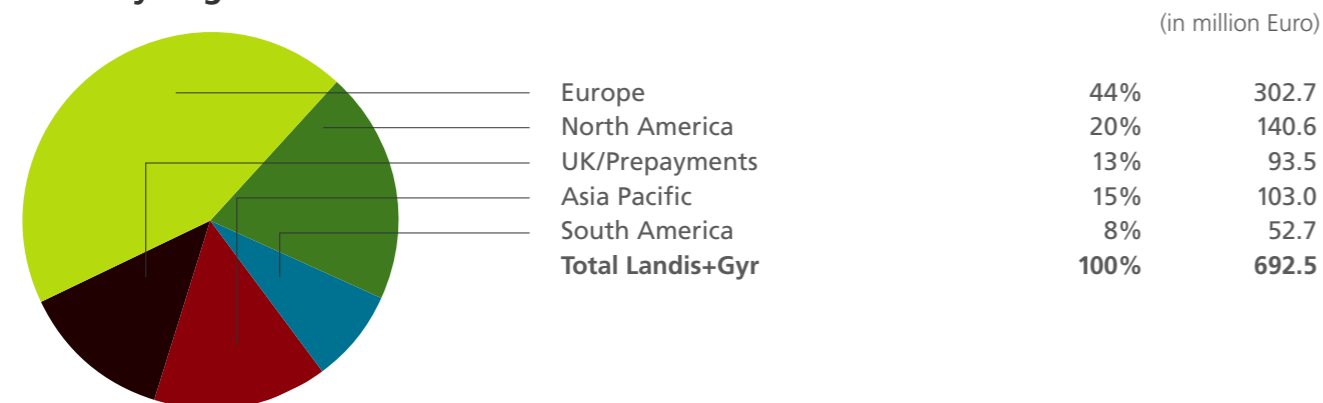 (in million Euro)
Europe 44% 302.7
North America 20% 140.6
UK/Prepayments 13% 93.5
Asia Pacific 15% 103.0
South America 8% 52.7
Total Landis+Gyr 100% 692.5